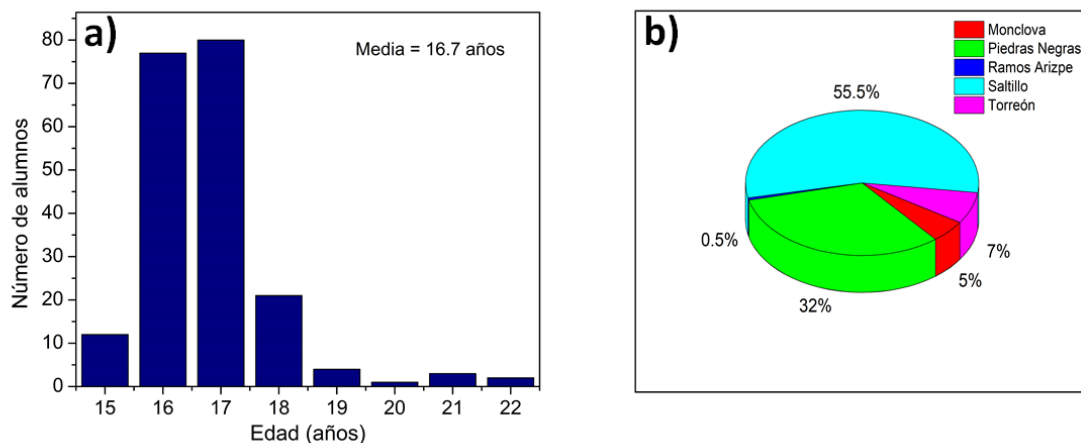 a)
Media = 16.7 años
80
70
60
50
40
30
20
10
0
Número de alumnos
15 16 17 18 19 20 21 22
Edad (años)
b)
Monclova
Piedras Negras
Ramos Arizpe
Saltillo
Torreón
55.5%
0.5%
7%
5%
32%